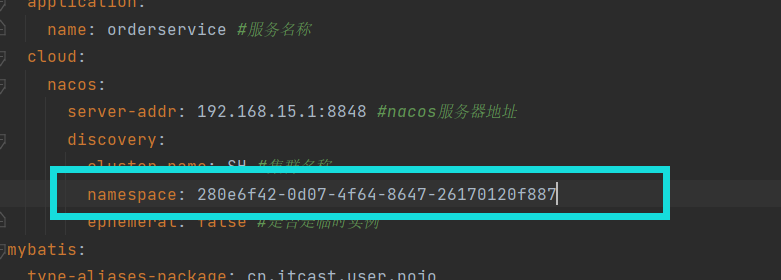 application:
name: orderservice #服务名称
cloud:
nacos:
server-addr: 192.168.15.1:8848 #nacos服务器地址
discovery:
cluster-name: SH #集群名称
namespace: 280e6f42-0d07-4f64-8647-26170120f887
ephemeral: false #是否是临时实例
mybatis:
type-aliases-package: cn.itcast.user.pojo